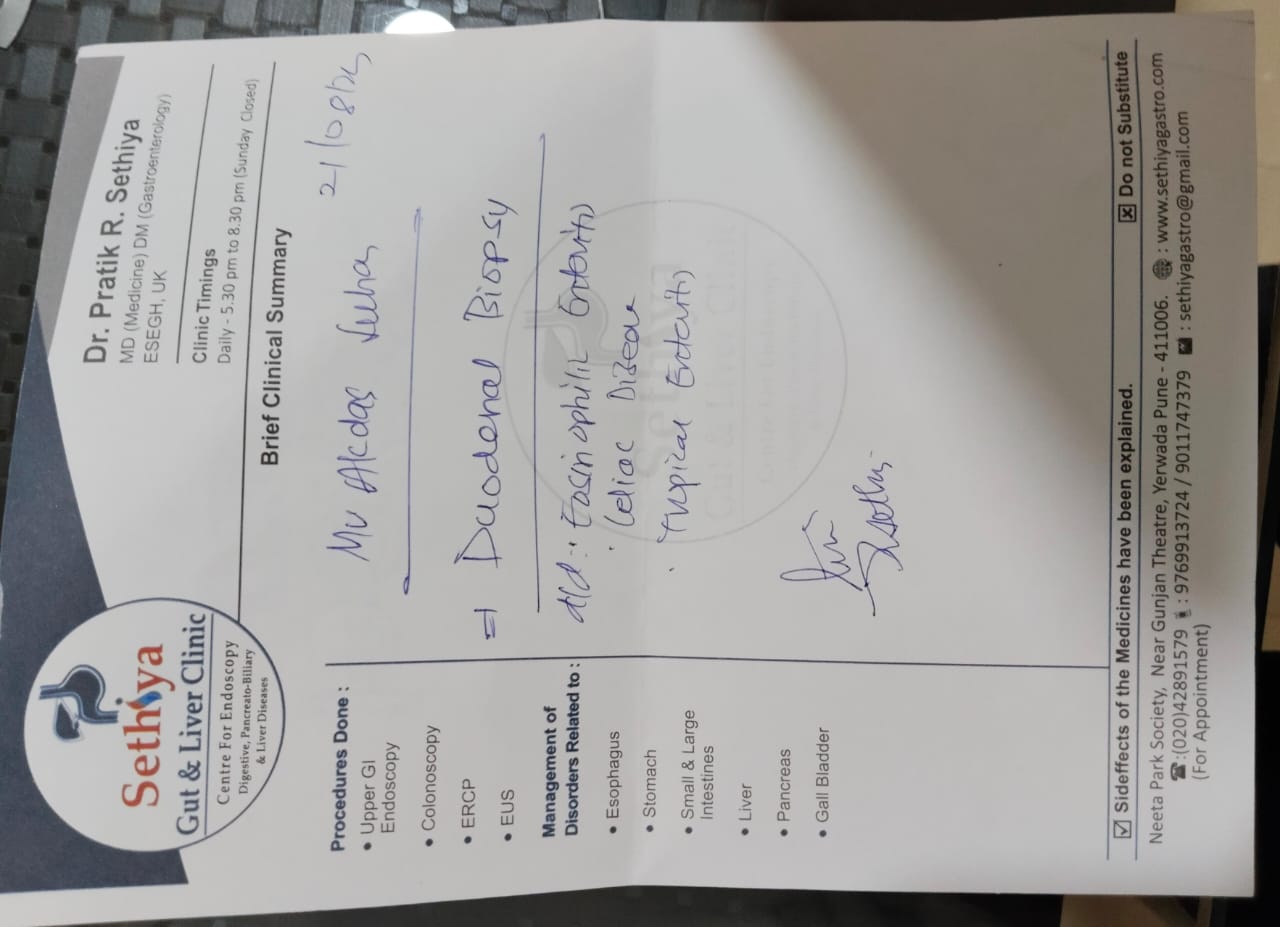 Sethiya
Gut & Liver Clinic
Centre For Endoscopy
Digestive, Pancreato-Biliary
& Liver Diseases
Dr. Pratik R. Sethiya
MD (Medicine) DM (Gastroenterology)
ESEGH, UK
Clinic Timings
Daily - 5.30 pm to 8.30 pm (Sunday Closed)
Brief Clinical Summary
Procedures Done :
• Upper GI
Endoscopy
• Colonoscopy
• ERCP
• EUS
Management of
Disorders Related to :
• Esophagus
• Stomach
• Small & Large
Intestines
• Liver
• Pancreas
• Gall Bladder
Mr 21/08/25
⇒ Duodenal Biopsy
d/d :- Eosinophilic Enteritis
Celiac Disease
Tropical Enteritis
☑ Sideffects of the Medicines have been explained. ☒ Do not Substitute
Neeta Park Society, Near Gunjan Theatre, Yerwada Pune - 411006. : www.sethiyagastro.com
:(020)42891579 : 9769913724 / 9011747379 : sethiyagastro@gmail.com
(For Appointment)